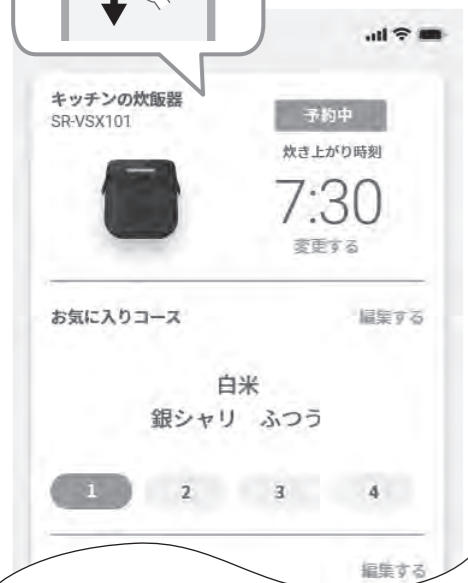 キッチンの炊飯器
SR-VSX101
予約中
炊き上がり時刻
7:30
変更する
お気に入りコース
編集する
白米
銀シャリ ふつう
1 2 3 4
編集する